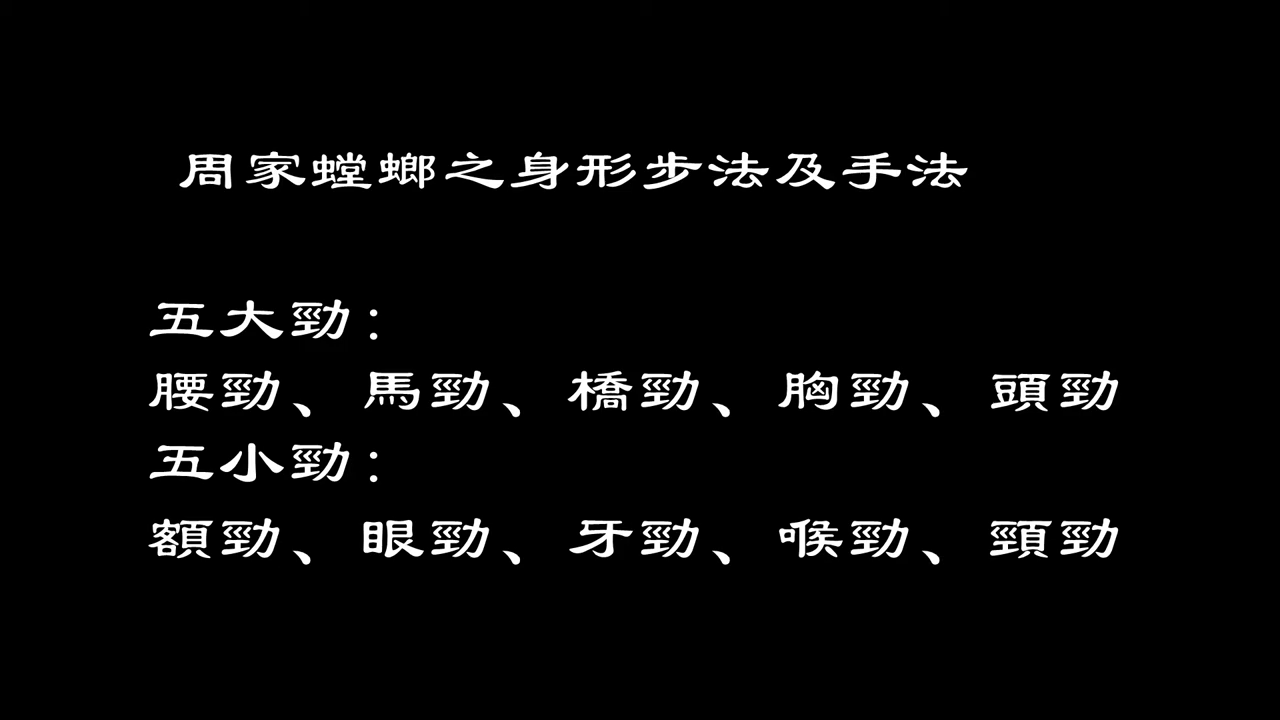 周家螳螂之身形步法及手法
五大勁：
腰勁、馬勁、橋勁、胸勁、頭勁
五小勁：
額勁、眼勁、牙勁、喉勁、頸勁